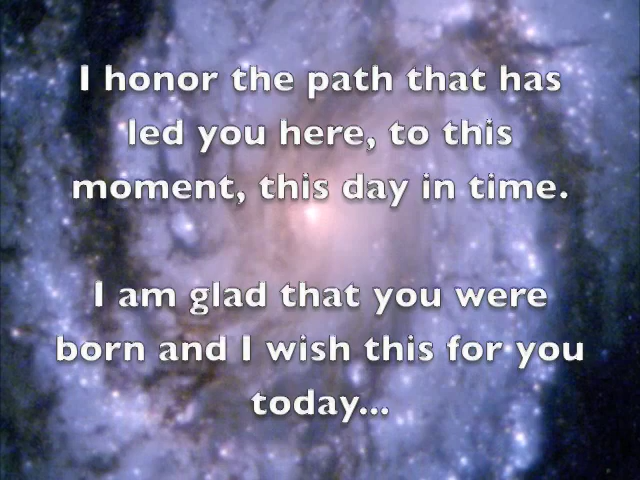 I honor the path that has
led you here, to this
moment, this day in time.
I am glad that you were
born and I wish this for you
today...